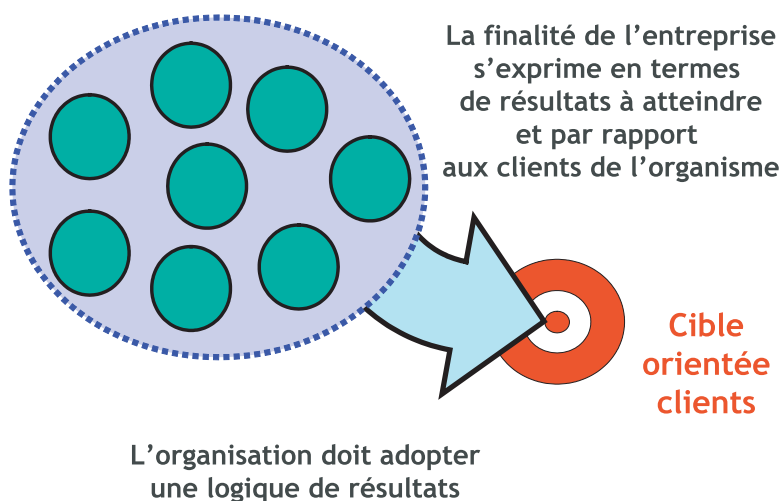 La finalité de l’entreprise
s’exprime en termes
de résultats à atteindre
et par rapport
aux clients de l’organisme
Cible
orientée
clients
L’organisation doit adopter
une logique de résultats